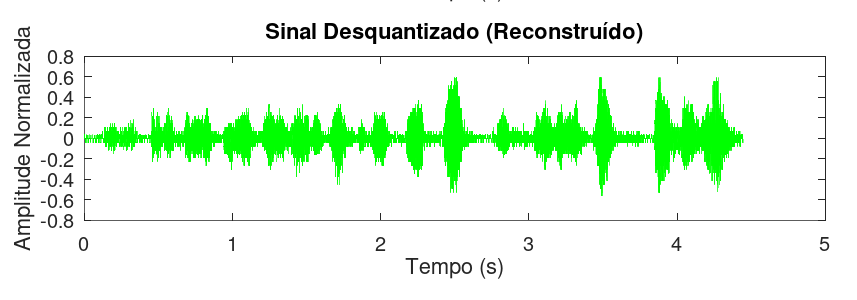 Sinal Desquantizado (Reconstruído)
Amplitude Normalizada
0.8
0.6
0.4
0.2
0
-0.2
-0.4
-0.6
-0.8
0 1 2 3 4 5
Tempo (s)